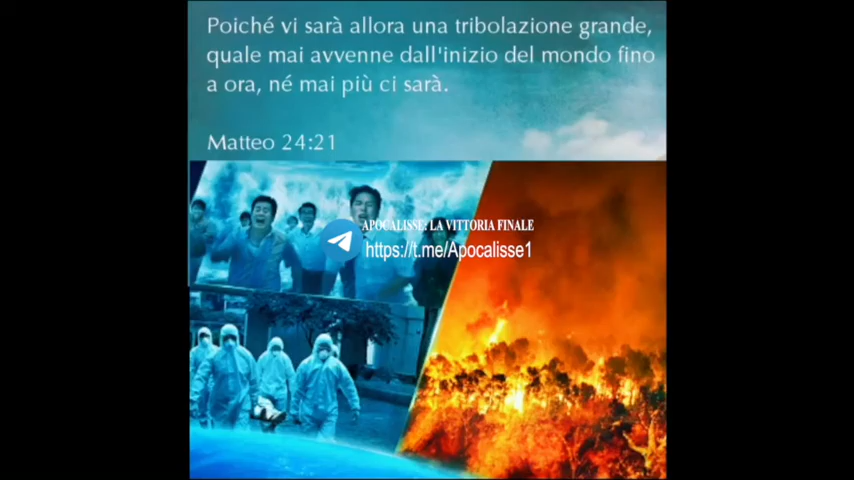 Poiché vi sarà allora una tribolazione grande,
quale mai avvenne dall'inizio del mondo fino
a ora, né mai più ci sarà.
Matteo 24:21
APOCALISSE: LA VITTORIA FINALE
https://t.me/Apocalisse1